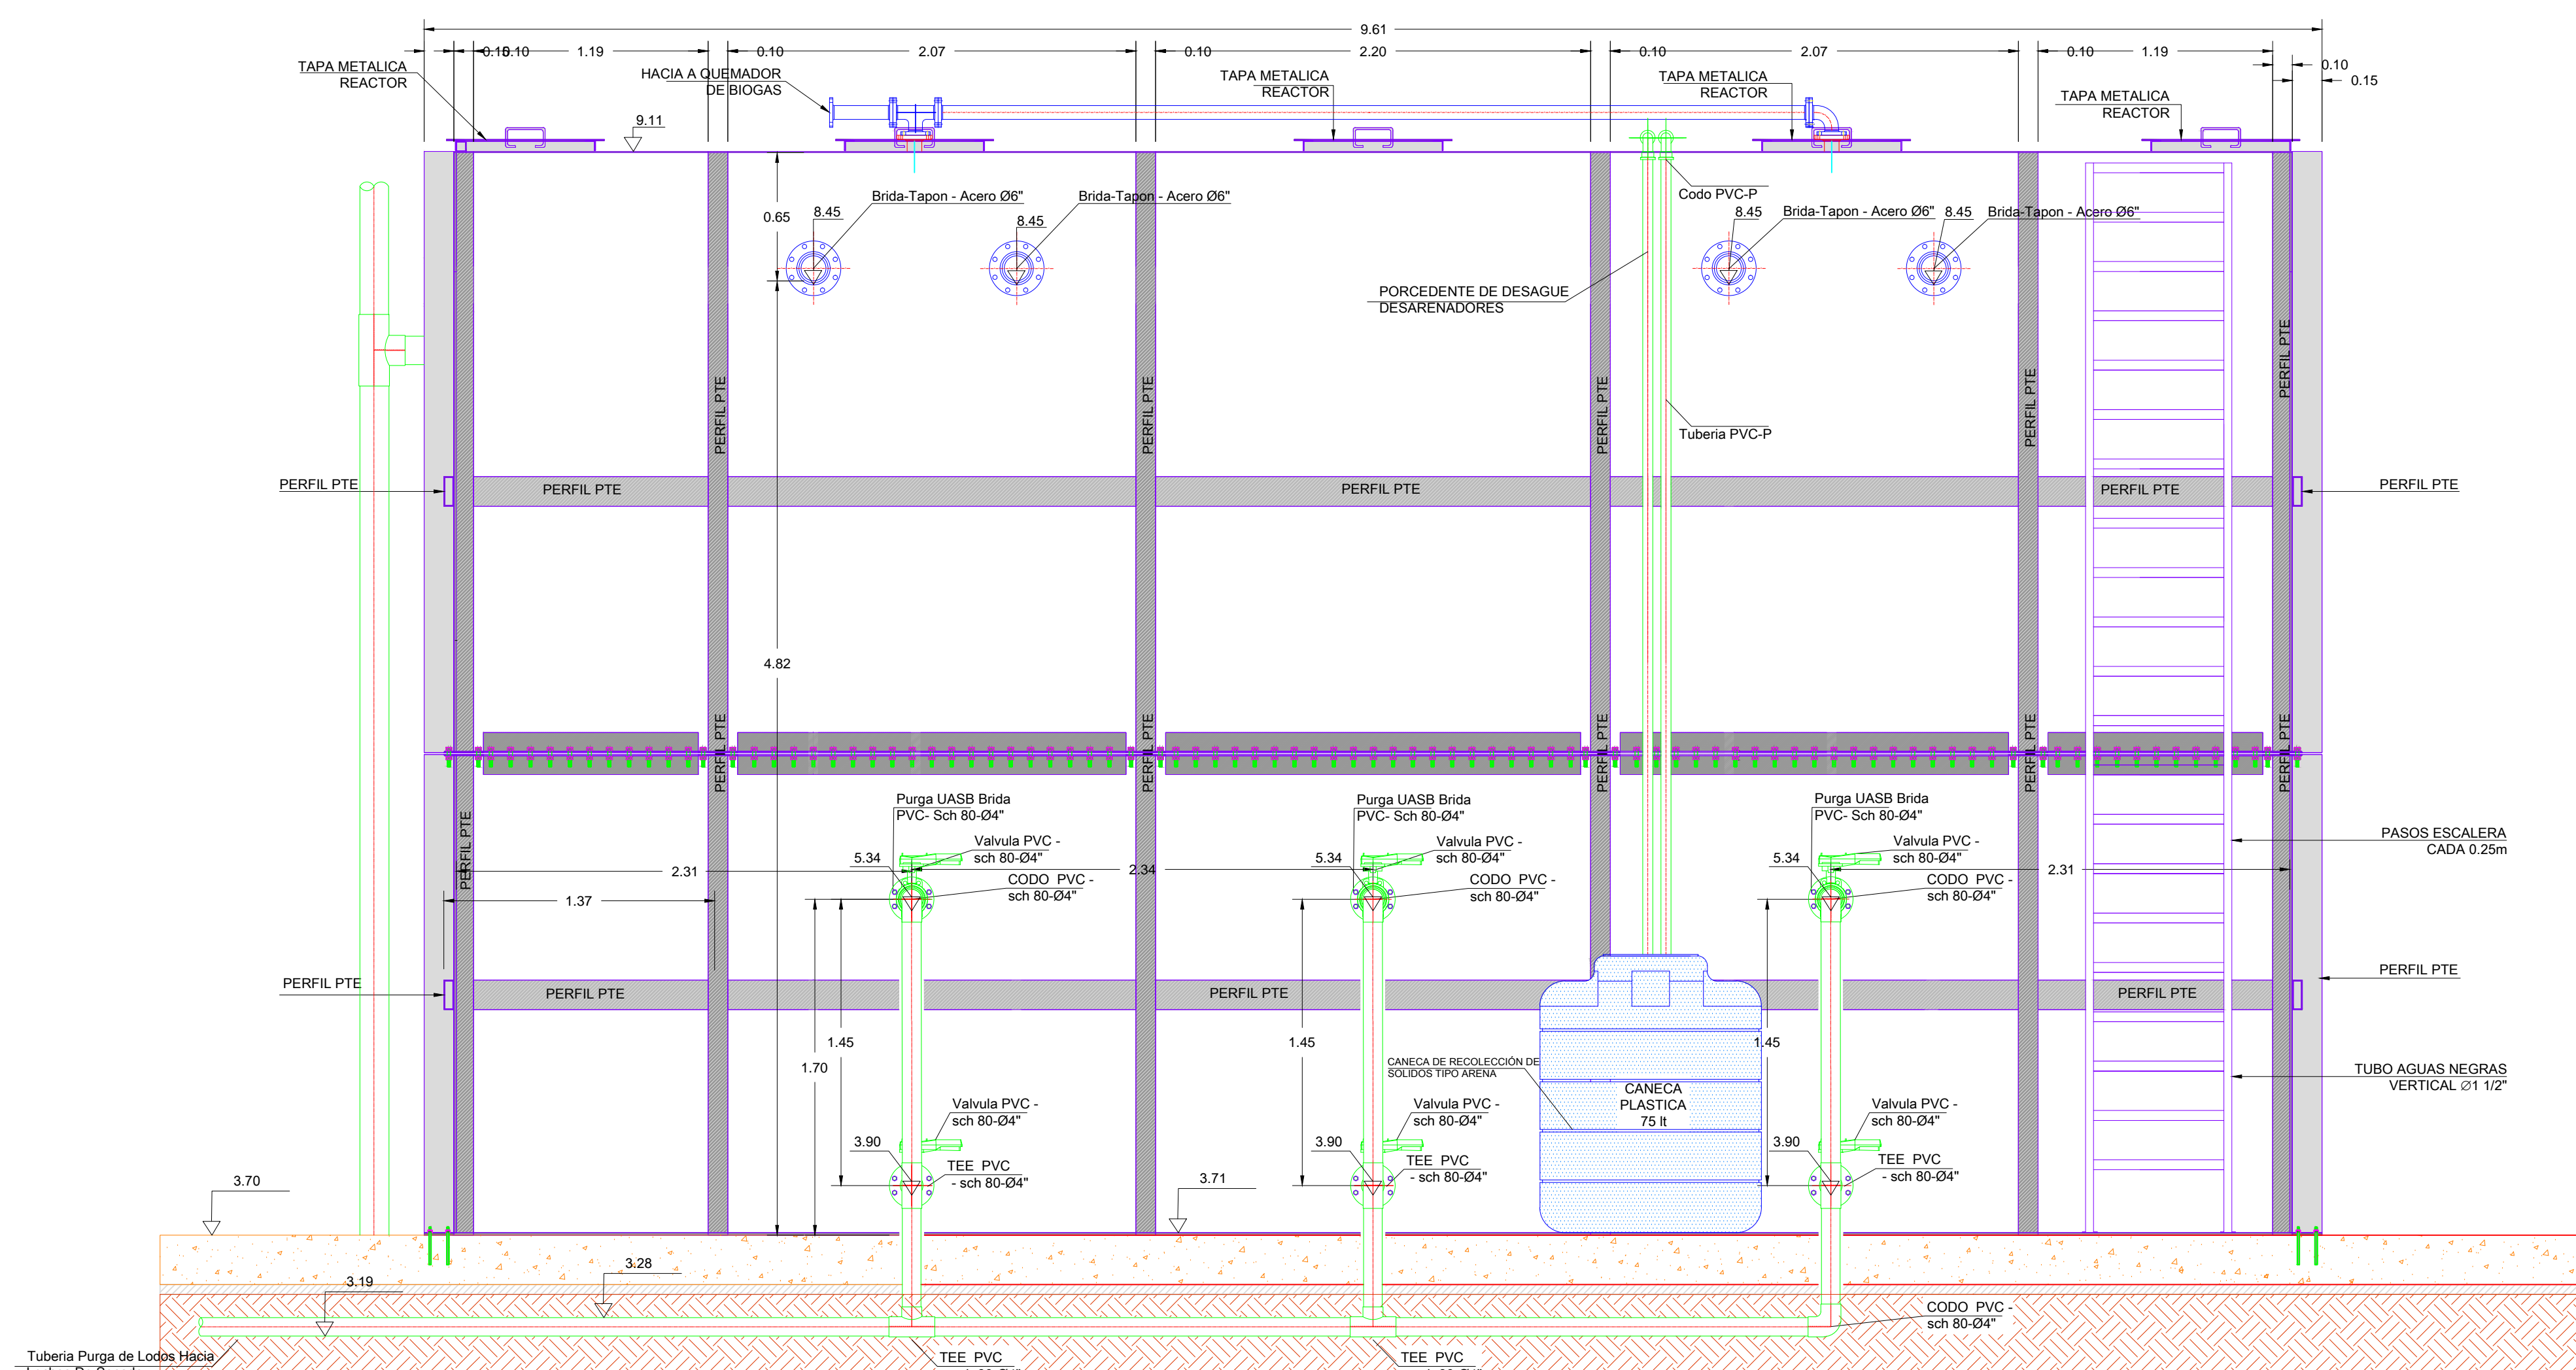 9.61
0.15
0.10
1.19
0.10
2.07
0.10
2.20
0.10
2.07
0.10
1.19
0.10
0.15
TAPA METALICA
REACTOR
HACIA A QUEMADOR
DE BIOGAS
TAPA METALICA
REACTOR
TAPA METALICA
REACTOR
TAPA METALICA
REACTOR
9.11
0.65
8.45
Brida-Tapon - Acero Ø6"
8.45
Brida-Tapon - Acero Ø6"
Codo PVC-P
8.45
Brida-Tapon - Acero Ø6"
8.45
Brida-Tapon - Acero Ø6"
PORCEDENTE DE DESAGUE
DESARENADORES
PERFIL PTE
PERFIL PTE
PERFIL PTE
PERFIL PTE
PERFIL PTE
Tuberia PVC-P
PERFIL PTE
PERFIL PTE
PERFIL PTE
PERFIL PTE
PERFIL PTE
4.82
PERFIL PTE
PERFIL PTE
PERFIL PTE
PERFIL PTE
PERFIL PTE
PERFIL PTE
Purga UASB Brida
PVC- Sch 80-Ø4"
Valvula PVC -
sch 80-Ø4"
5.34
CODO PVC -
sch 80-Ø4"
Purga UASB Brida
PVC- Sch 80-Ø4"
Valvula PVC -
sch 80-Ø4"
5.34
CODO PVC -
sch 80-Ø4"
Purga UASB Brida
PVC- Sch 80-Ø4"
Valvula PVC -
sch 80-Ø4"
5.34
CODO PVC -
sch 80-Ø4"
2.31
2.34
2.31
1.37
PASOS ESCALERA
CADA 0.25m
PERFIL PTE
PERFIL PTE
PERFIL PTE
PERFIL PTE
PERFIL PTE
1.45
1.70
1.45
1.45
CANECA DE RECOLECCIÓN DE
SOLIDOS TIPO ARENA
CANECA
PLASTICA
75 lt
TUBO AGUAS NEGRAS
VERTICAL Ø1 1/2"
Valvula PVC -
sch 80-Ø4"
3.90
TEE PVC
- sch 80-Ø4"
Valvula PVC -
sch 80-Ø4"
3.90
TEE PVC
- sch 80-Ø4"
Valvula PVC -
sch 80-Ø4"
3.90
TEE PVC
- sch 80-Ø4"
3.70
3.71
3.28
3.19
CODO PVC -
sch 80-Ø4"
Tuberia Purga de Lodos Hacia
TEE PVC
TEE PVC